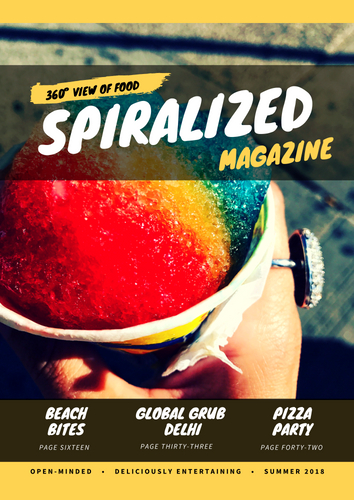 360° VIEW OF FOOD
SPIRALIZED
MAGAZINE
BEACH
BITES
PAGE SIXTEEN
GLOBAL GRUB
DELHI
PAGE THIRTY-THREE
PIZZA
PARTY
PAGE FORTY-TWO
OPEN-MINDED • DELICIOUSLY ENTERTAINING • SUMMER 2018